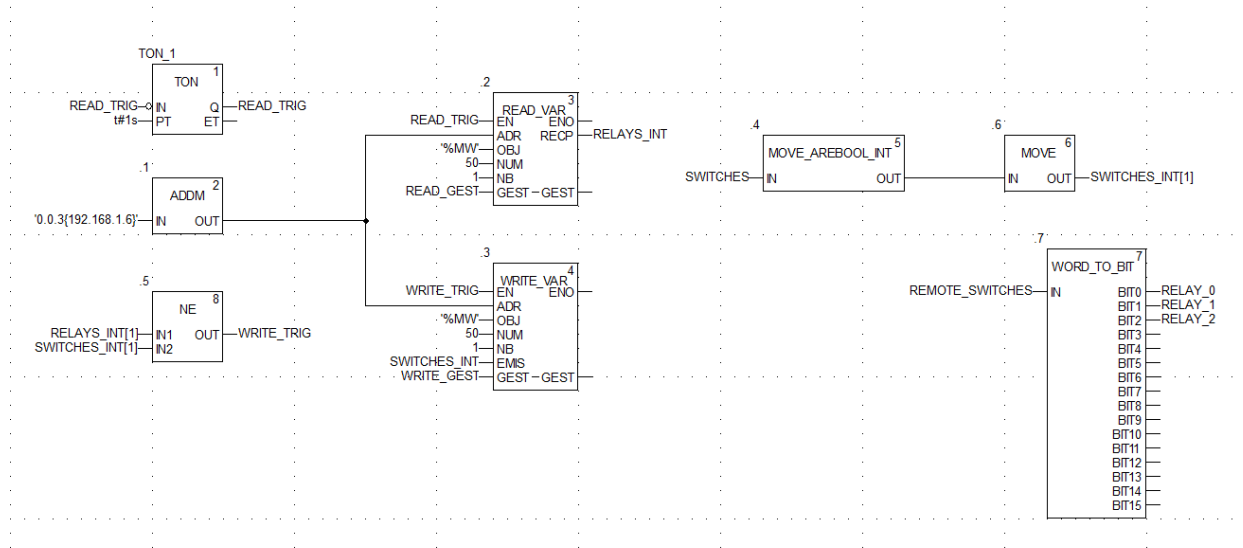 TON_1
1
TON
READ_TRIG IN Q READ_TRIG
t#1s PT ET
.1
2
ADDM
'0.0.3{192.168.1.6}' IN OUT
.5
8
NE
RELAYS_INT[1] IN1 OUT WRITE_TRIG
SWITCHES_INT[1] IN2
.2
3
READ_VAR
READ_TRIG EN ENO
ADR RECP RELAYS_INT
'%MW' OBJ
50 NUM
1 NB
READ_GEST GEST GEST
.3
4
WRITE_VAR
WRITE_TRIG EN ENO
ADR
'%MW' OBJ
50 NUM
1 NB
SWITCHES_INT EMIS
WRITE_GEST GEST GEST
.4
5
MOVE_AREBOOL_INT
SWITCHES IN OUT
.6
6
MOVE
IN OUT SWITCHES_INT[1]
.7
7
WORD_TO_BIT
REMOTE_SWITCHES IN BIT0 RELAY_0
BIT1 RELAY_1
BIT2 RELAY_2
BIT3
BIT4
BIT5
BIT6
BIT7
BIT8
BIT9
BIT10
BIT11
BIT12
BIT13
BIT14
BIT15